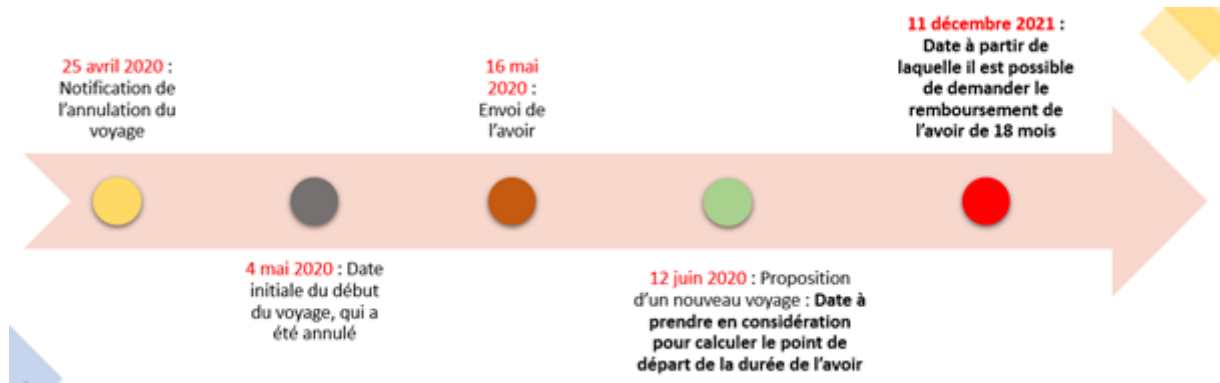 25 avril 2020 :
Notification de
l'annulation du
voyage
4 mai 2020 : Date
initiale du début
du voyage, qui a
été annulé
16 mai
2020 :
Envoi de
l'avoir
12 juin 2020 : Proposition
d'un nouveau voyage : Date à
prendre en considération
pour calculer le point de
départ de la durée de l'avoir
11 décembre 2021 :
Date à partir de
laquelle il est possible
de demander le
remboursement de
l'avoir de 18 mois